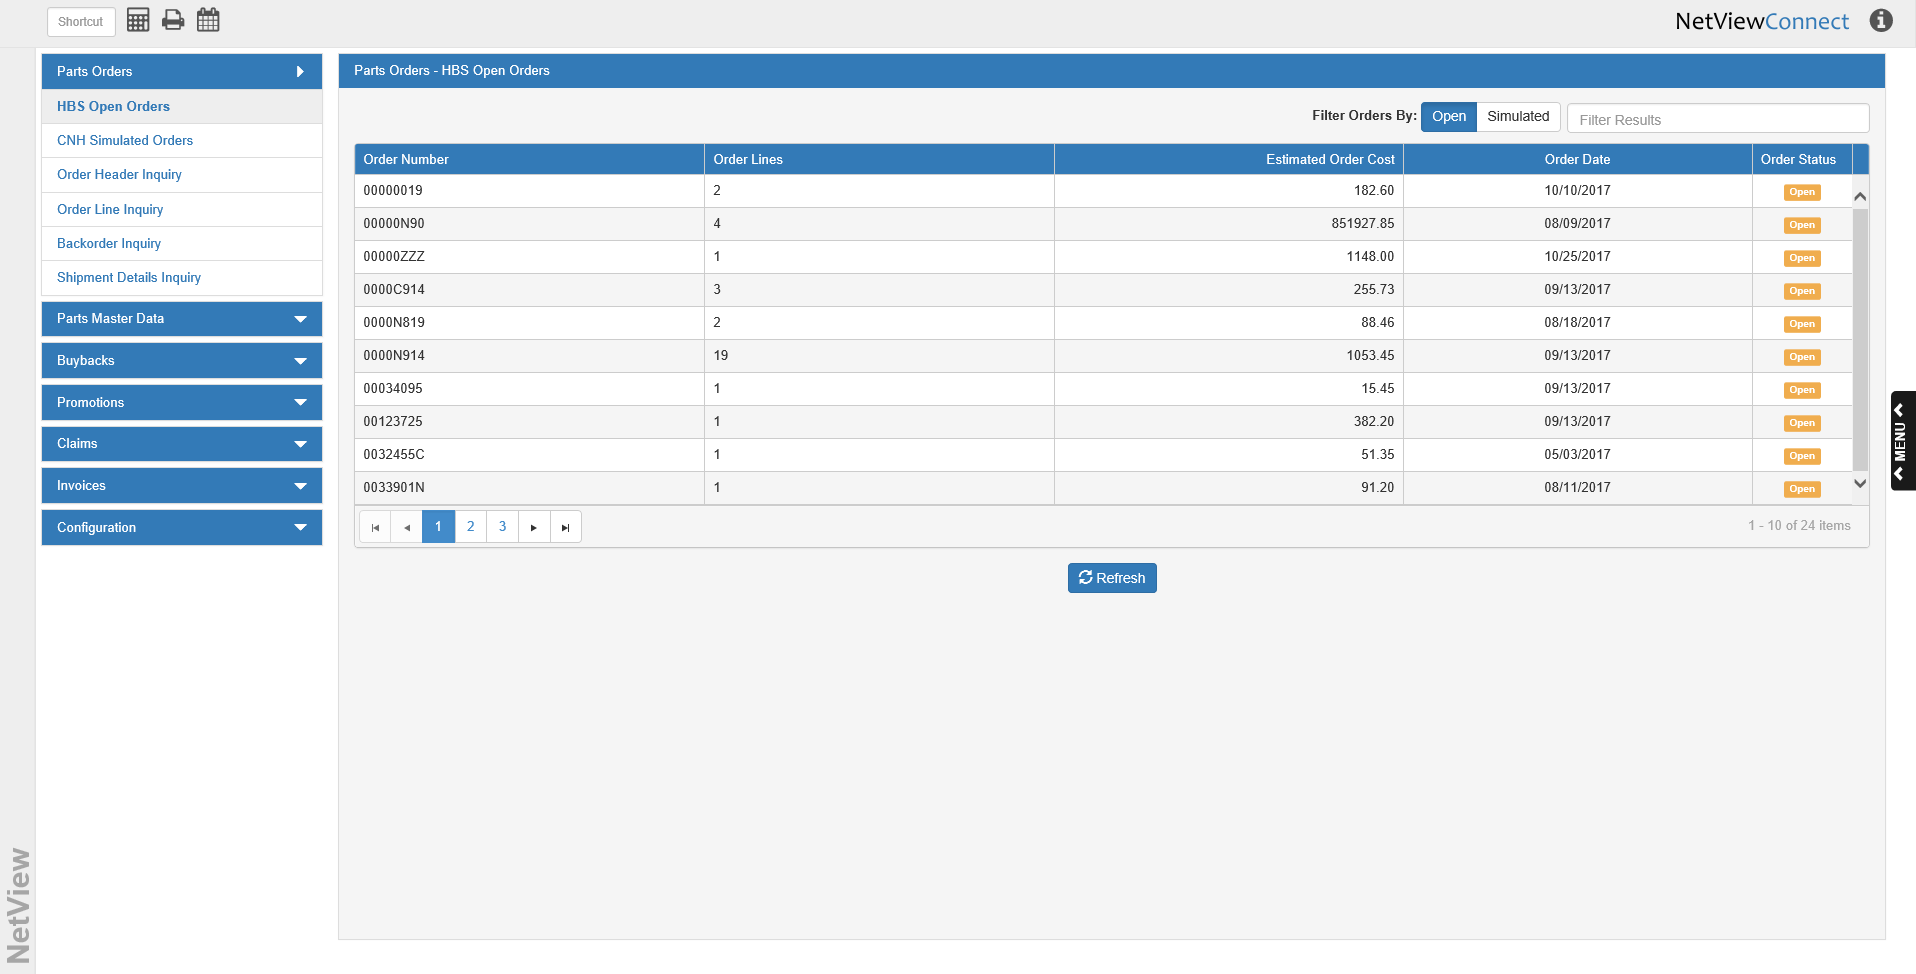 Shortcut
NetViewConnect
Parts Orders
HBS Open Orders
CNH Simulated Orders
Order Header Inquiry
Order Line Inquiry
Backorder Inquiry
Shipment Details Inquiry
Parts Master Data
Buybacks
Promotions
Claims
Invoices
Configuration
Parts Orders - HBS Open Orders
Filter Orders By: Open Simulated Filter Results
Order Number Order Lines Estimated Order Cost Order Date Order Status
00000019 2 182.60 10/10/2017 Open
00000N90 4 851927.85 08/09/2017 Open
00000ZZZ 1 1148.00 10/25/2017 Open
0000C914 3 255.73 09/13/2017 Open
0000N819 2 88.46 08/18/2017 Open
0000N914 19 1053.45 09/13/2017 Open
00034095 1 15.45 09/13/2017 Open
00123725 1 382.20 09/13/2017 Open
0032455C 1 51.35 05/03/2017 Open
0033901N 1 91.20 08/11/2017 Open
1 2 3 1 - 10 of 24 items
Refresh
MENU
NetView